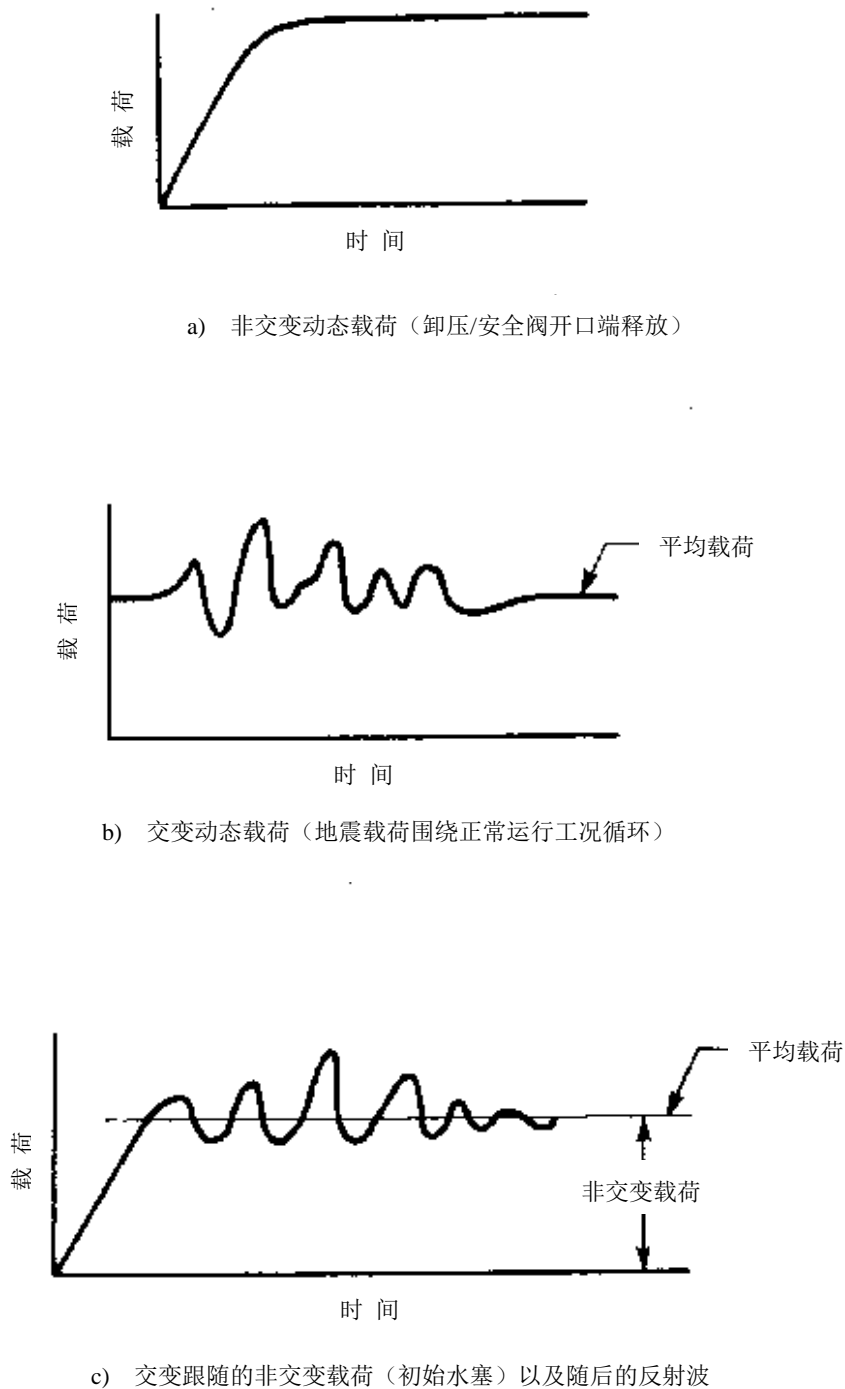 载 荷
时 间
a) 非交变动态载荷（卸压/安全阀开口端释放）
平均载荷
载 荷
时 间
b) 交变动态载荷（地震载荷围绕正常运行工况循环）
平均载荷
载 荷
非交变载荷
时 间
c) 交变跟随的非交变载荷（初始水塞）以及随后的反射波